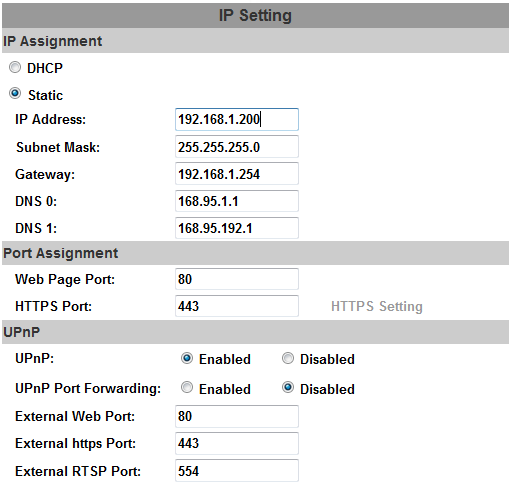 IP Setting
IP Assignment
DHCP
Static
IP Address: 192.168.1.200
Subnet Mask: 255.255.255.0
Gateway: 192.168.1.254
DNS 0: 168.95.1.1
DNS 1: 168.95.192.1
Port Assignment
Web Page Port: 80
HTTPS Port: 443 HTTPS Setting
UPnP
UPnP: Enabled Disabled
UPnP Port Forwarding: Enabled Disabled
External Web Port: 80
External https Port: 443
External RTSP Port: 554